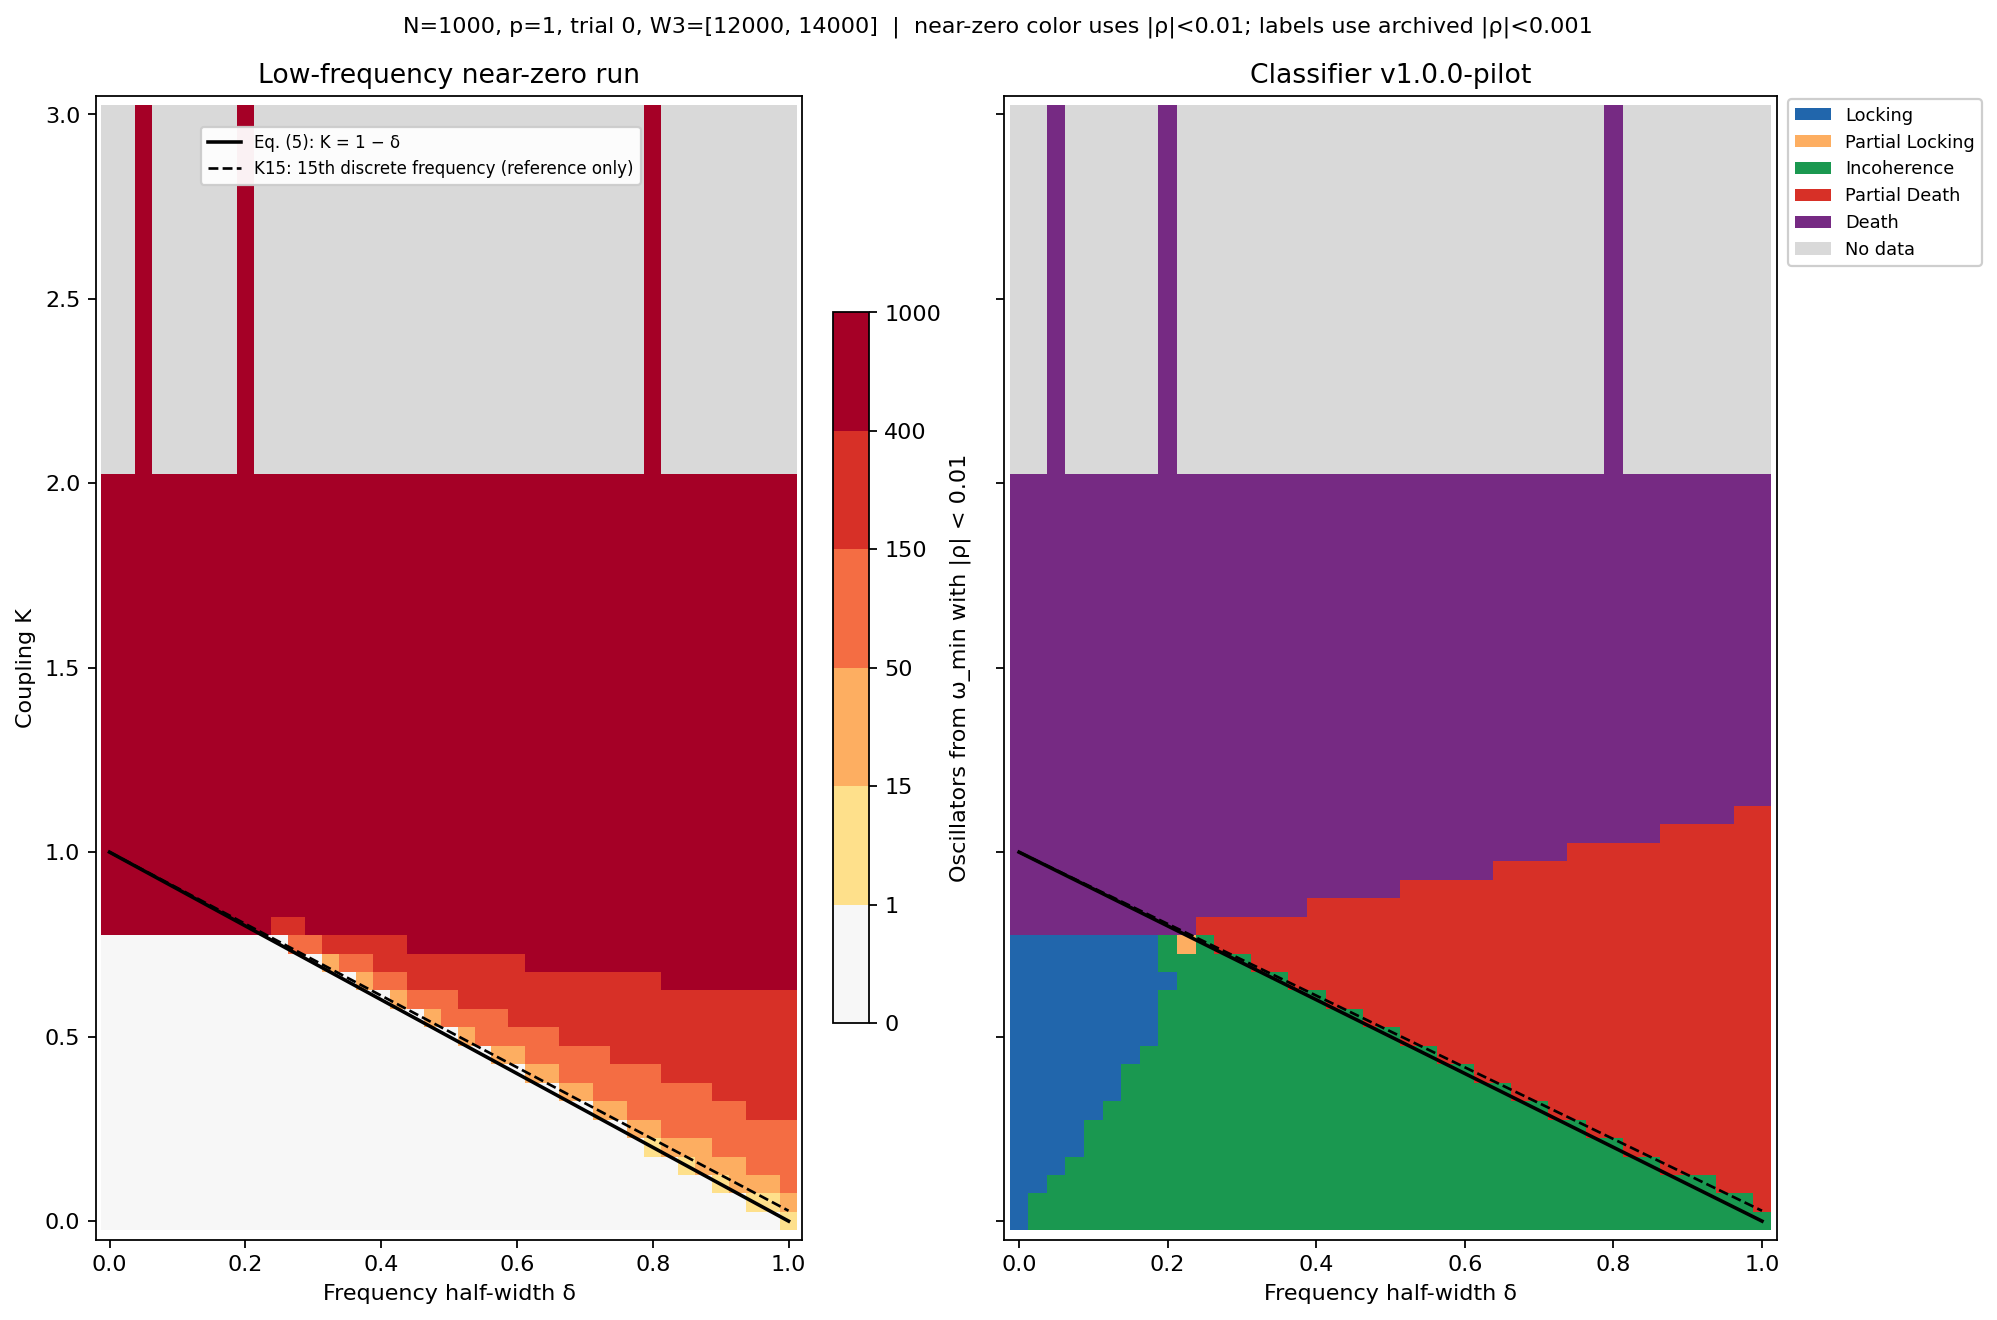 N=1000, p=1, trial 0, W3=[12000, 14000]  |  near-zero color uses |ρ|<0.01; labels use archived |ρ|<0.001
Low-frequency near-zero run
Eq. (5): K = 1 − δ
K15: 15th discrete frequency (reference only)
Coupling K
3.0
2.5
2.0
1.5
1.0
0.5
0.0
0.0 0.2 0.4 0.6 0.8 1.0
Frequency half-width δ
1000
400
150
50
15
1
0
Oscillators from ω_min with |ρ| < 0.01
Classifier v1.0.0-pilot
Locking
Partial Locking
Incoherence
Partial Death
Death
No data
0.0 0.2 0.4 0.6 0.8 1.0
Frequency half-width δ